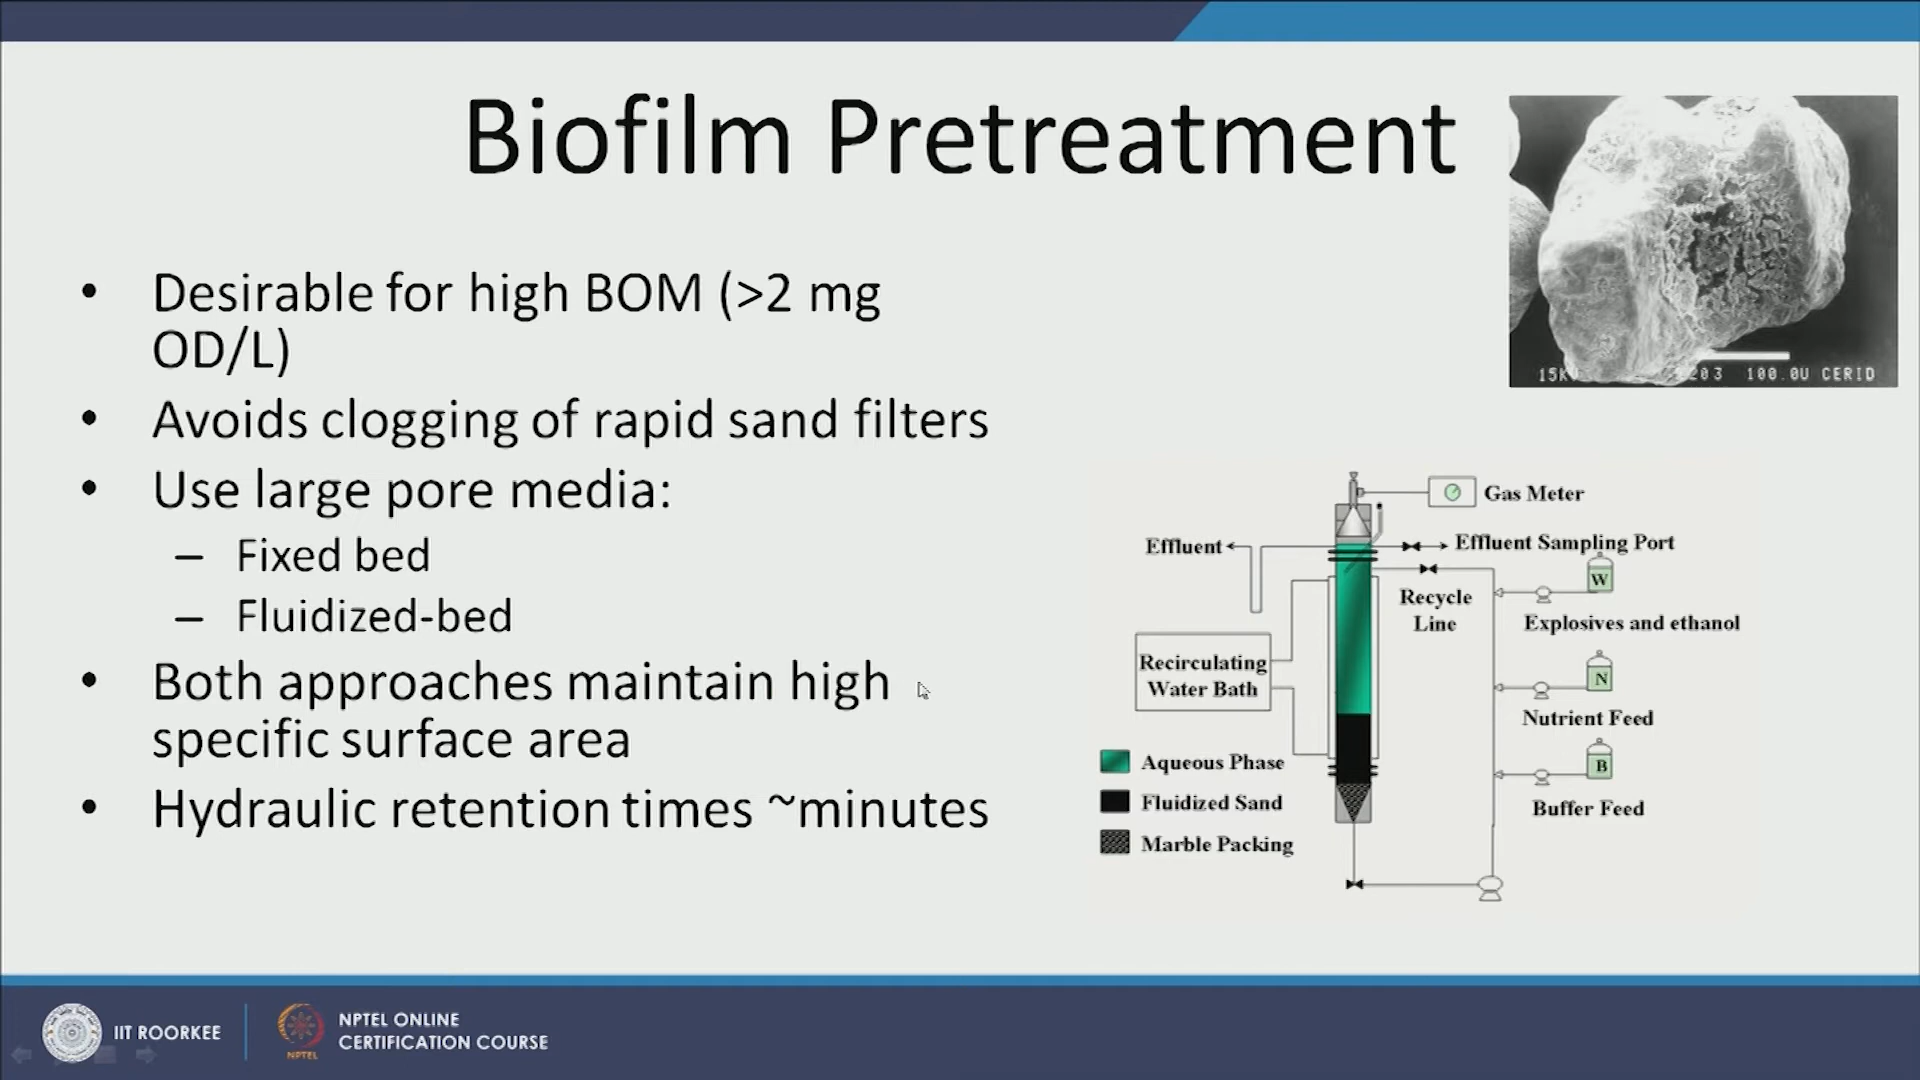 Biofilm Pretreatment
• Desirable for high BOM (>2 mg
OD/L)
• Avoids clogging of rapid sand filters
• Use large pore media:
– Fixed bed
– Fluidized-bed
• Both approaches maintain high
specific surface area
• Hydraulic retention times ~minutes
100.0U CERID
Gas Meter
Effluent
Effluent Sampling Port
W
Recycle
Line
Explosives and ethanol
Recirculating
Water Bath
N
Nutrient Feed
B
Buffer Feed
Aqueous Phase
Fluidized Sand
Marble Packing
IIT ROORKEE
NPTEL
NPTEL ONLINE
CERTIFICATION COURSE